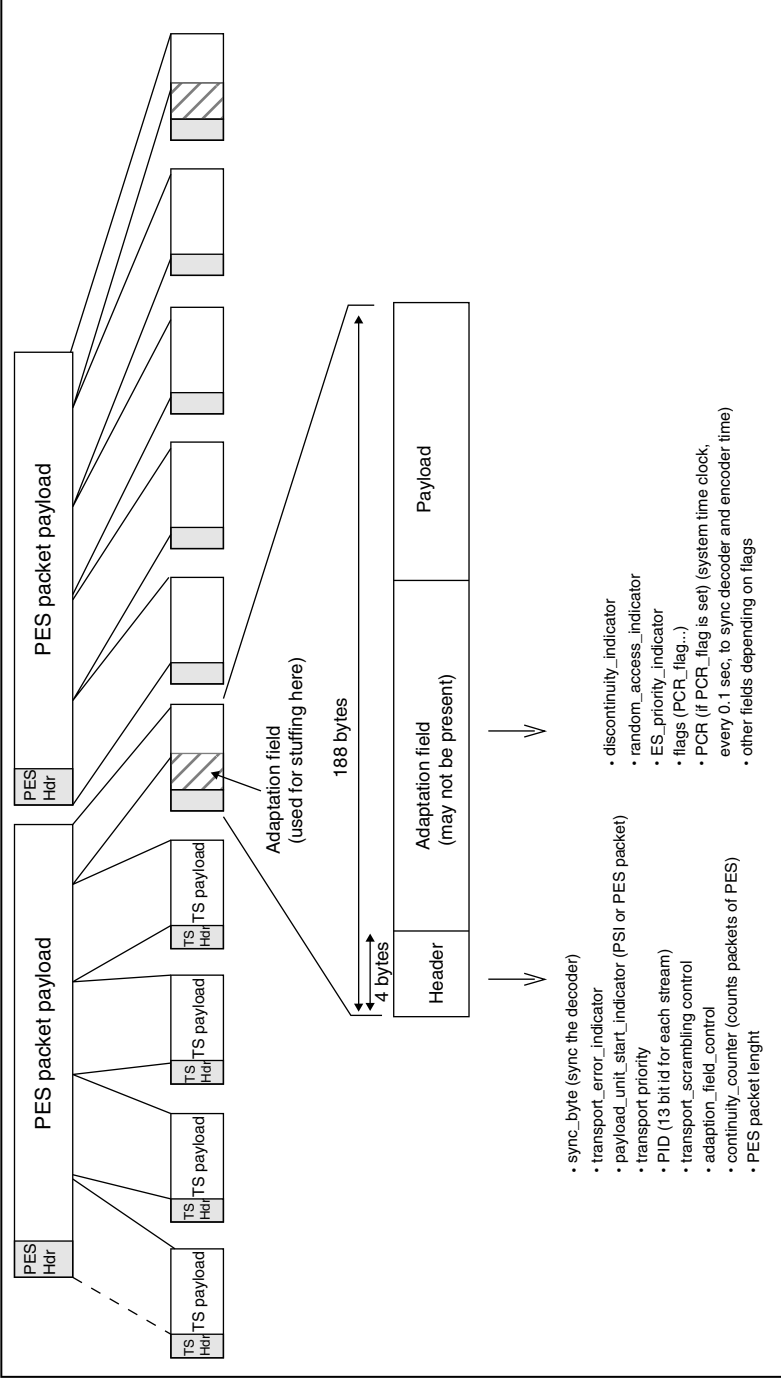 PES
Hdr
PES packet payload
PES
Hdr
PES packet payload
TS
Hdr
TS payload
TS
Hdr
TS payload
TS
Hdr
TS payload
TS
Hdr
TS payload
Adaptation field
(used for stuffing here)
188 bytes
4 bytes
Header
Adaptation field
(may not be present)
Payload
• sync_byte (sync the decoder)
• transport_error_indicator
• payload_unit_start_indicator (PSI or PES packet)
• transport priority
• PID (13 bit id for each stream)
• transport_scrambling control
• adaption_field_control
• continuity_counter (counts packets of PES)
• PES packet lenght
• discontinuity_indicator
• random_access_indicator
• ES_priority_indicator
• flags (PCR_flag...)
• PCR (if PCR_flag is set) (system time clock,
every 0.1 sec, to sync decoder and encoder time)
• other fields depending on flags